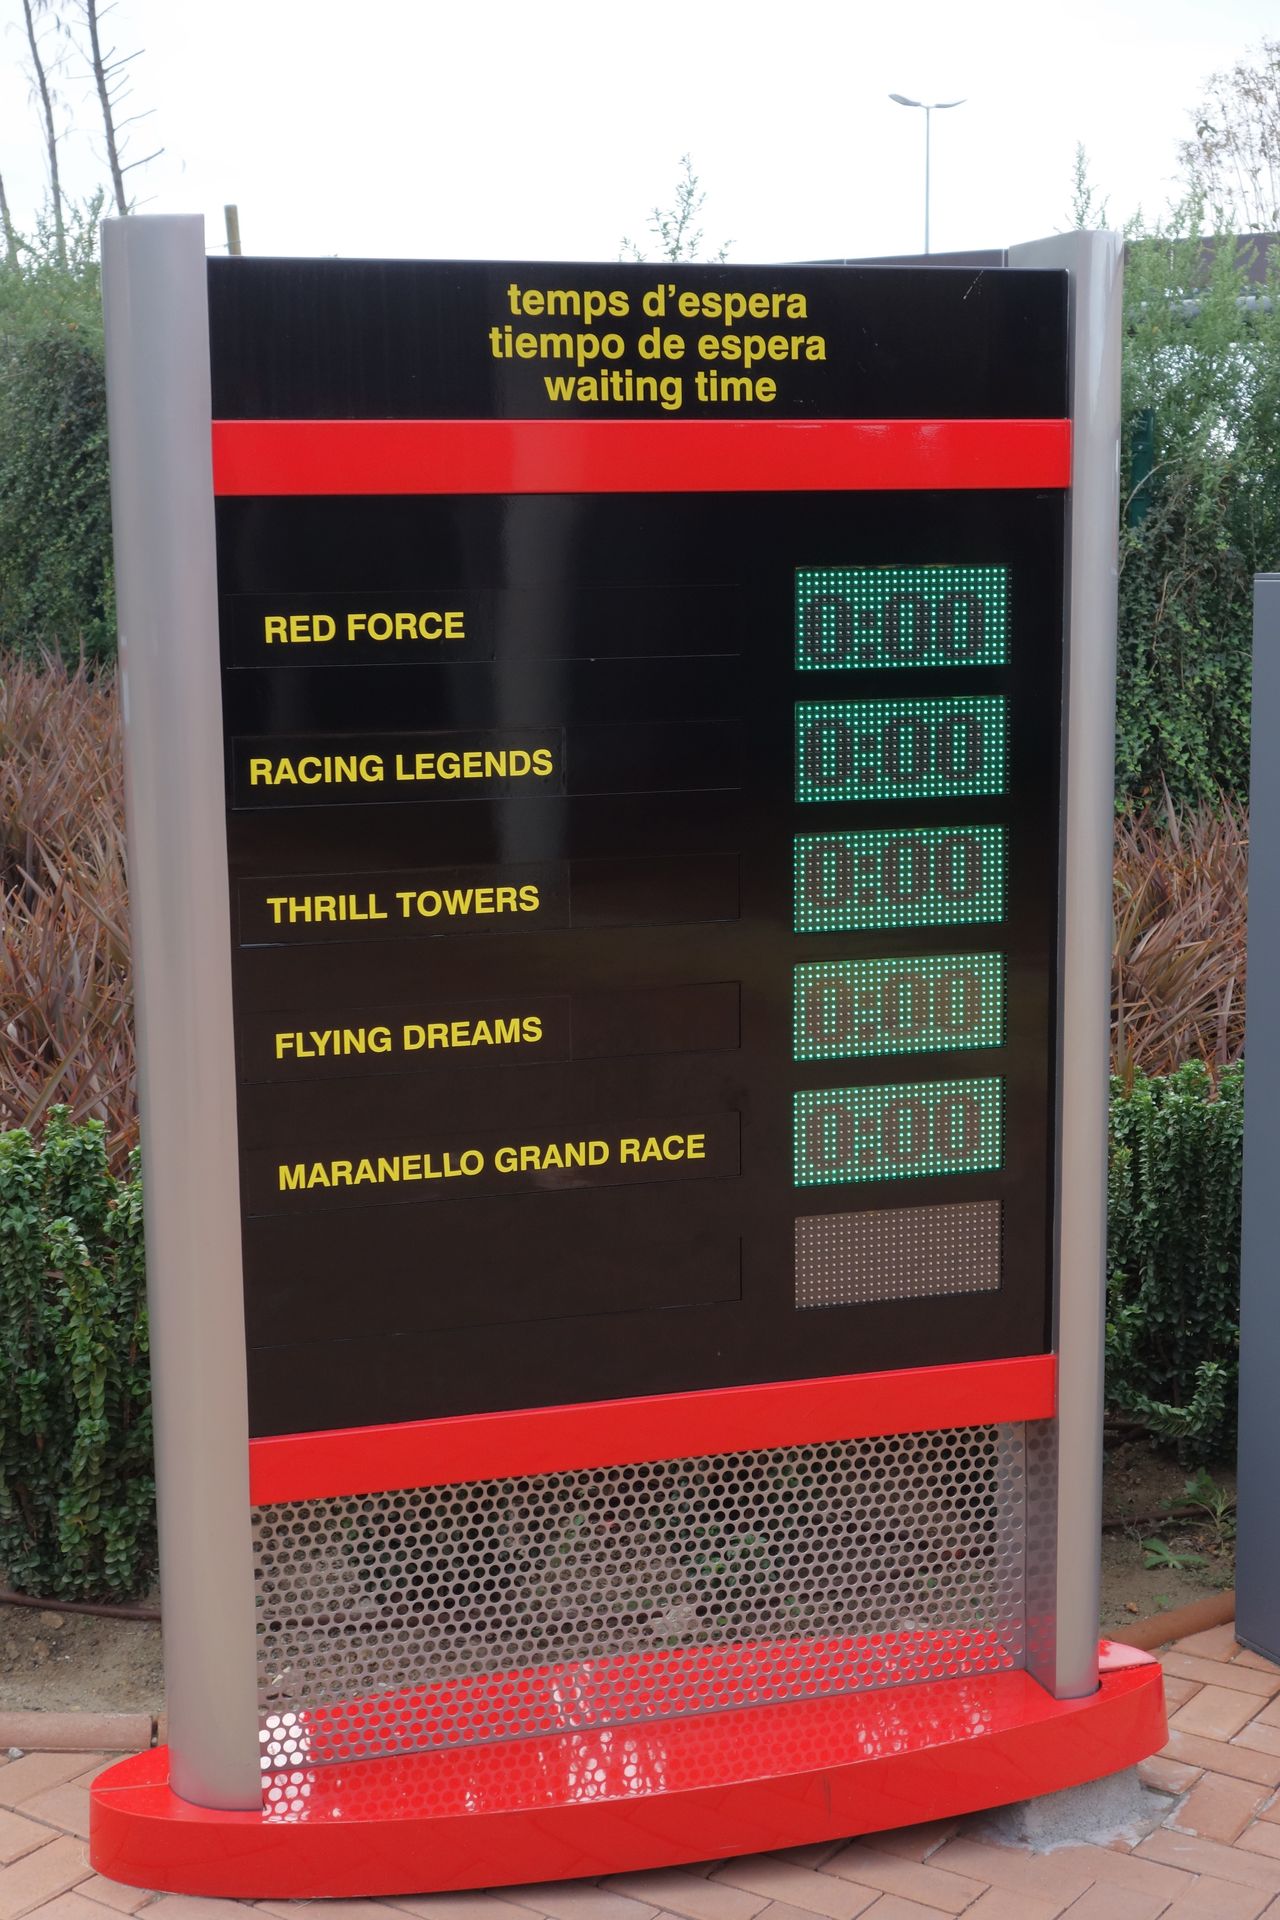 temps d'espera
tiempo de espera
waiting time
RED FORCE 0:00
RACING LEGENDS 0:00
THRILL TOWERS 0:00
FLYING DREAMS 0:00
MARANELLO GRAND RACE 0:00